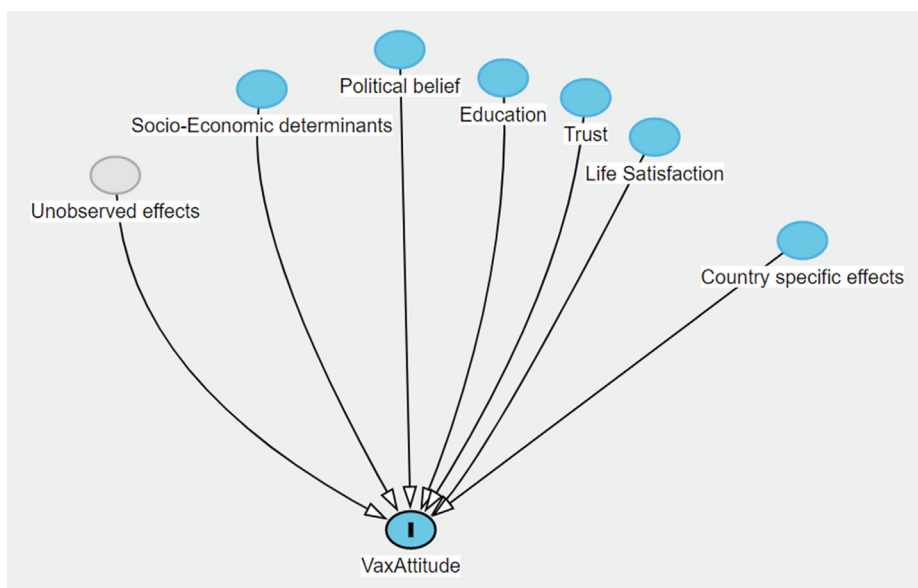 Political belief
Education
Socio-Economic determinants
Trust
Life Satisfaction
Unobserved effects
Country specific effects
I
VaxAttitude